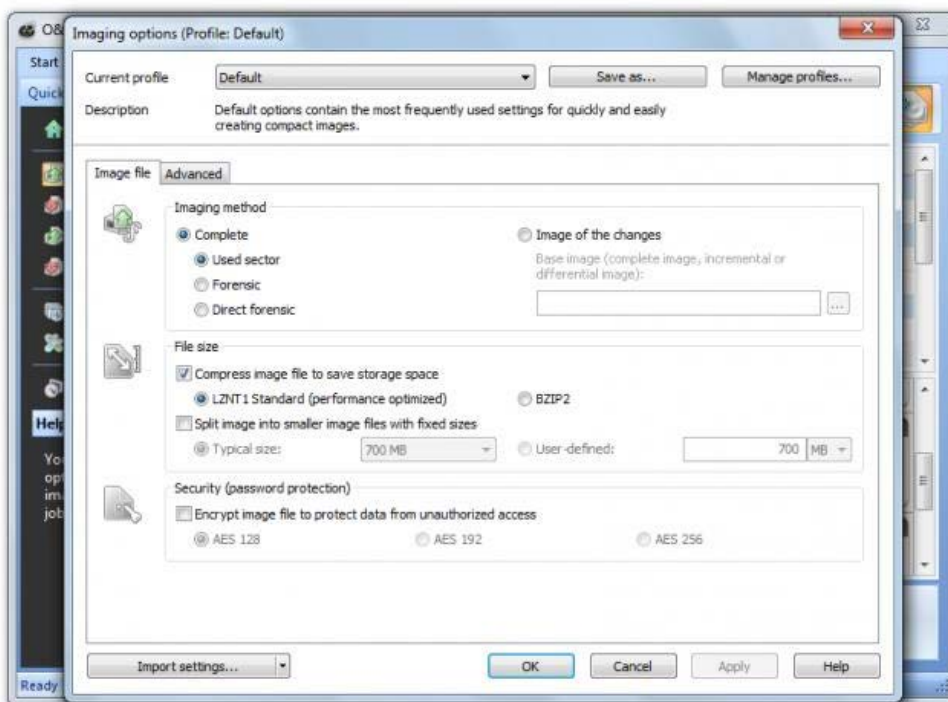 O&
Imaging options (Profile: Default)
Start
Quick
Current profile
Default
Save as...
Manage profiles...
Description
Default options contain the most frequently used settings for quickly and easily
creating compact images.
Image file
Advanced
Imaging method
Complete
Image of the changes
Used sector
Base image (complete image, incremental or
differential image):
Forensic
...
Direct forensic
File size
Compress image file to save storage space
LZNT1 Standard (performance optimized)
BZIP2
Split image into smaller image files with fixed sizes
Typical size:
700 MB
User-defined:
700
MB
Help
You
opt
ima
job
Security (password protection)
Encrypt image file to protect data from unauthorized access
AES 128
AES 192
AES 256
Import settings...
OK
Cancel
Apply
Help
Ready